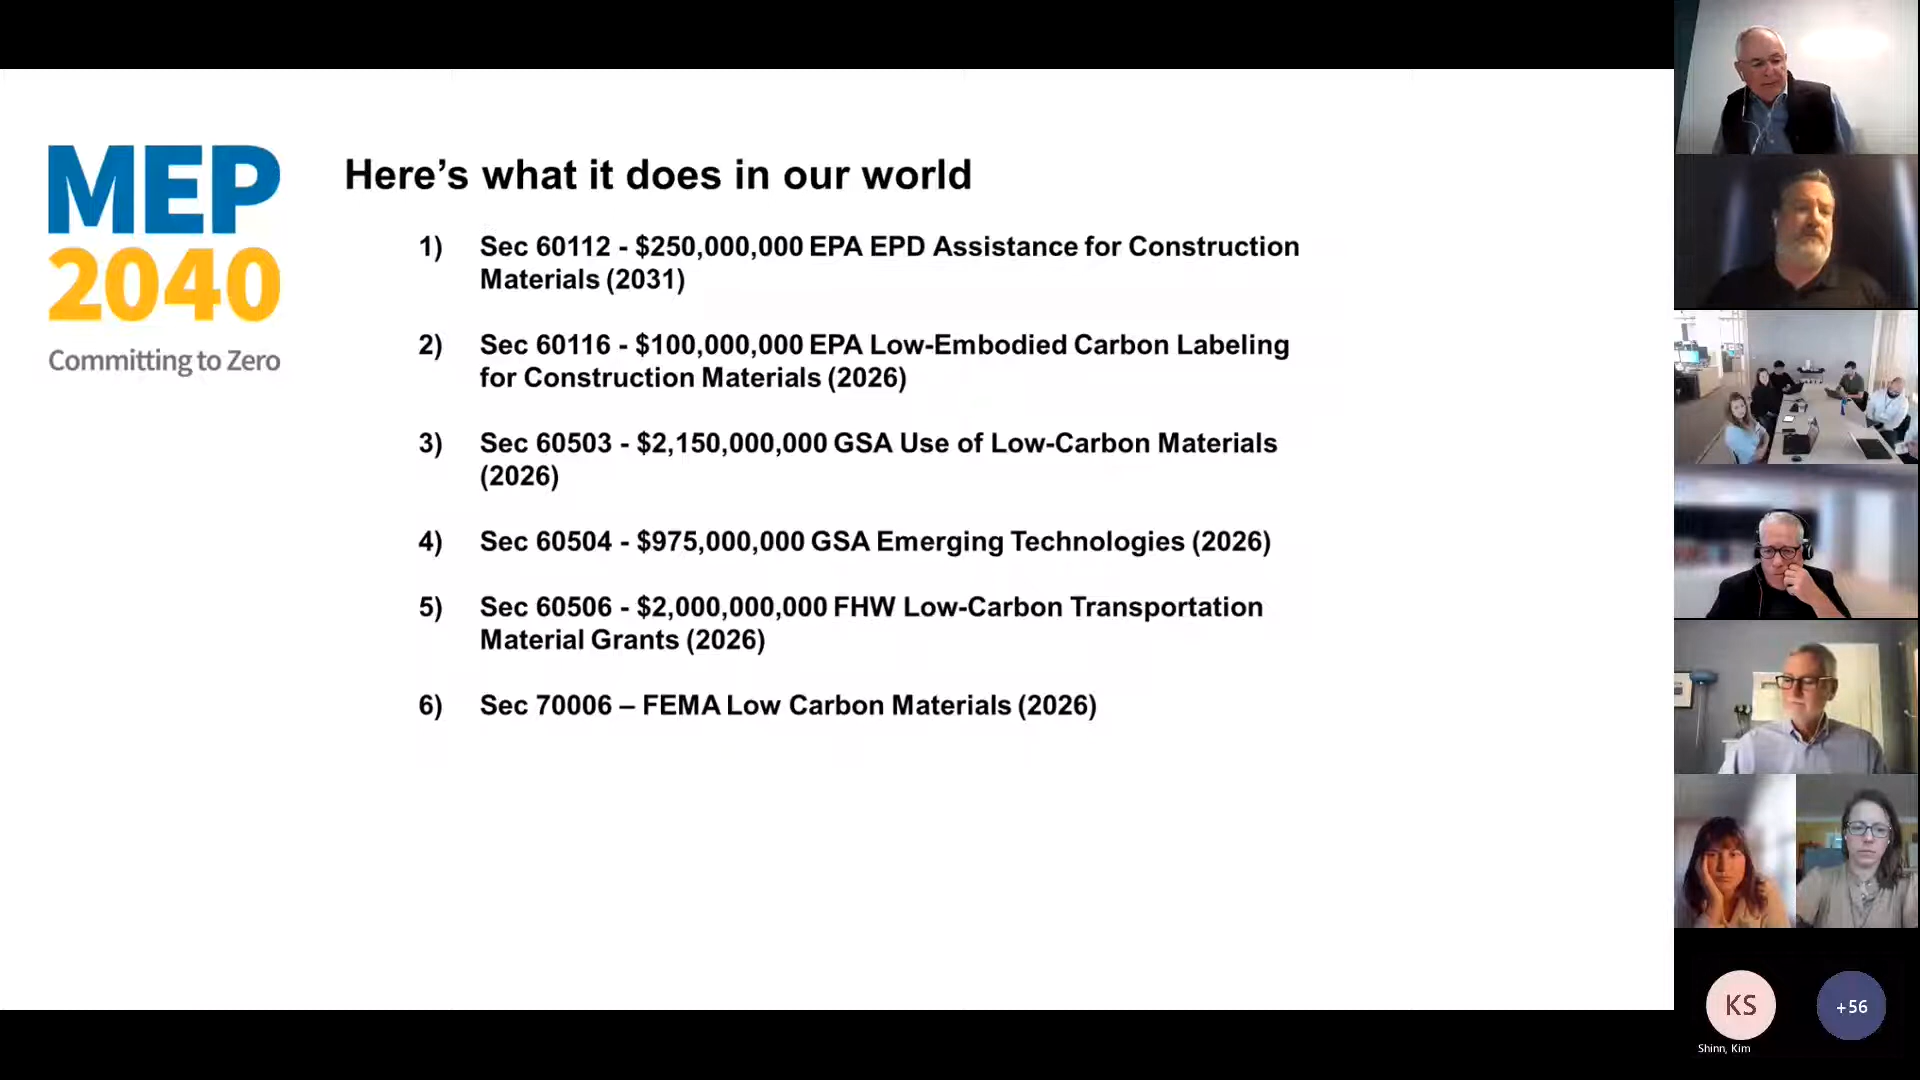 MEP
2040
Committing to Zero
Here’s what it does in our world
1) Sec 60112 - $250,000,000 EPA EPD Assistance for Construction
Materials (2031)
2) Sec 60116 - $100,000,000 EPA Low-Embodied Carbon Labeling
for Construction Materials (2026)
3) Sec 60503 - $2,150,000,000 GSA Use of Low-Carbon Materials
(2026)
4) Sec 60504 - $975,000,000 GSA Emerging Technologies (2026)
5) Sec 60506 - $2,000,000,000 FHW Low-Carbon Transportation
Material Grants (2026)
6) Sec 70006 – FEMA Low Carbon Materials (2026)
KS
+56
Shinn, Kim